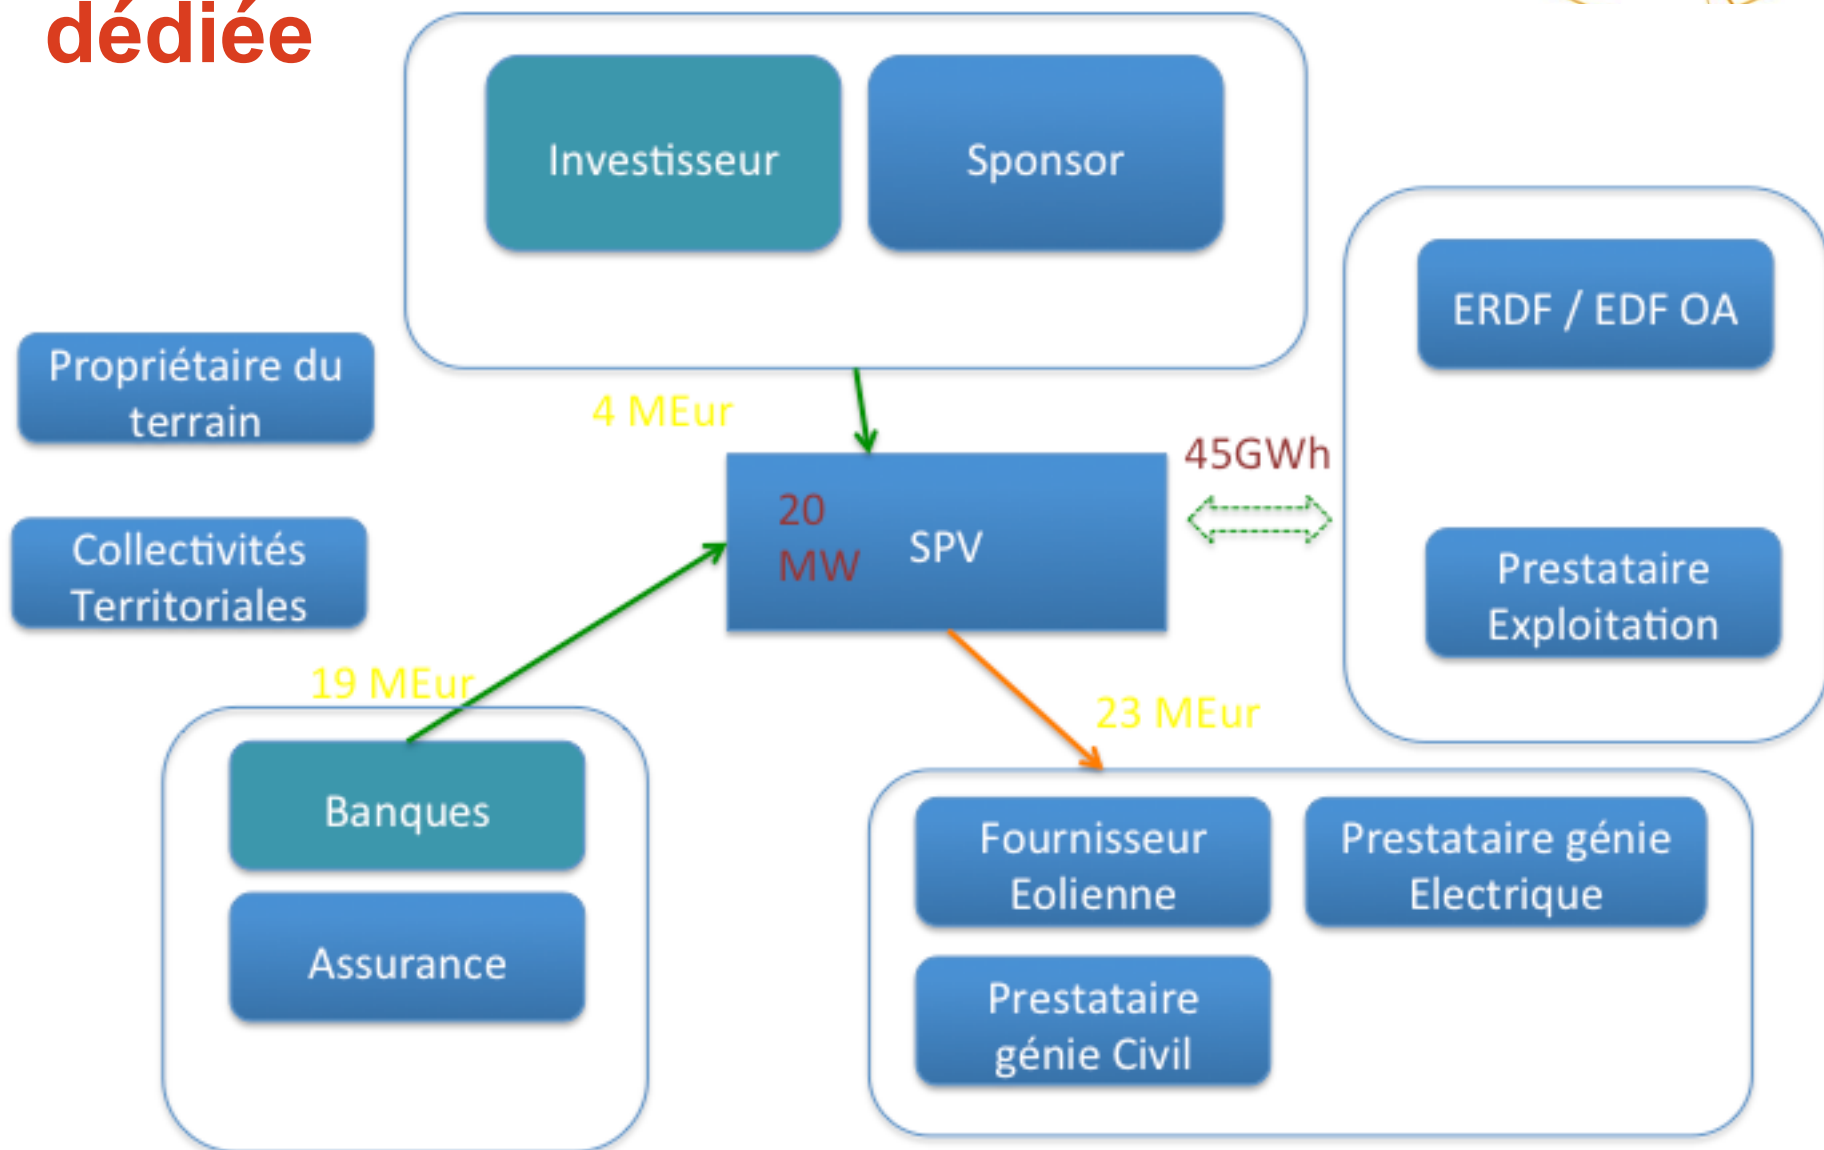 dédiée
Investisseur
Sponsor
ERDF / EDF OA
Propriétaire du
terrain
4 MEur
45GWh
20
MW
SPV
Collectivités
Territoriales
Prestataire
Exploitation
19 MEur
23 MEur
Banques
Assurance
Fournisseur
Eolienne
Prestataire génie
Electrique
Prestataire
génie Civil